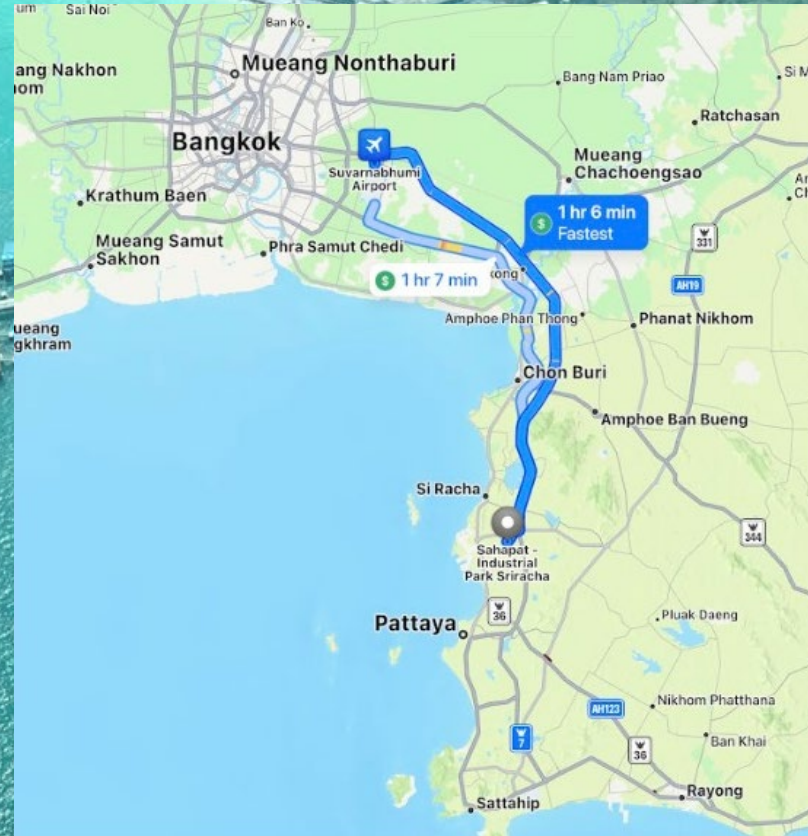 um
Sai Noi
Ban Ko
ang Nakhon
nom
Mueang Nonthaburi
Bang Nam Priao
Si M
Ratchasan
Bangkok
Suvarnabhumi
Airport
Mueang
Chachoengsao
Krathum Baen
1 hr 6 min
Fastest
331
Mueang Samut
Sakhon
Phra Samut Chedi
kong
1 hr 7 min
AH19
ueang
gkhram
Amphoe Phan Thong
Phanat Nikhom
Chon Buri
Amphoe Ban Bueng
Si Racha
344
Sahapat -
Industrial
Park Sriracha
36
Pattaya
Pluak Daeng
AH123
Nikhom Phatthana
7
36
Ban Khai
Rayong
Sattahip